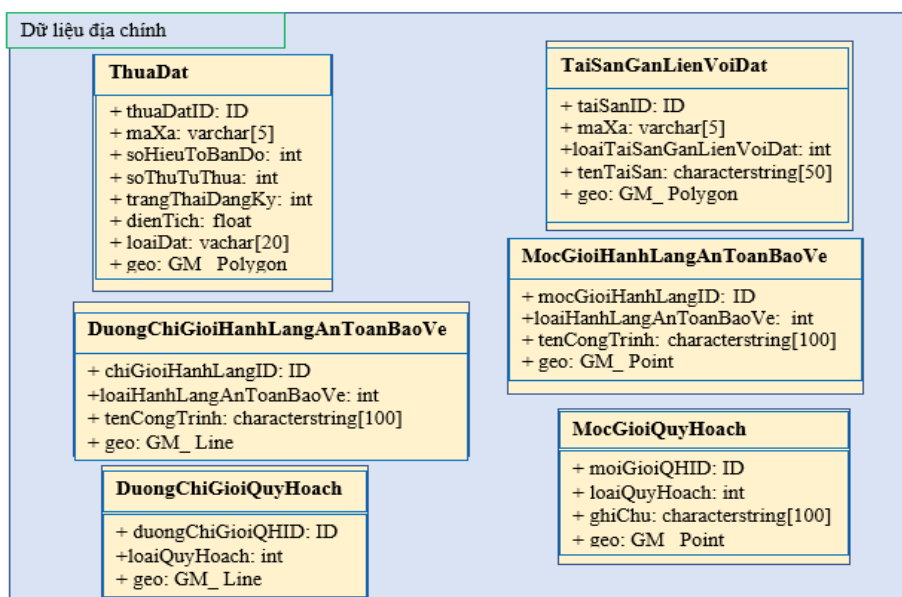 Dữ liệu địa chính
ThuaDat
+ thuaDatID: ID
+ maXa: varchar[5]
+ soHieuToBanDo: int
+ soThuTuThua: int
+ trangThaiDangKy: int
+ dienTich: float
+ loaiDat: vachar[20]
+ geo: GM_ Polygon
TaiSanGanLienVoiDat
+ taiSanID: ID
+ maXa: varchar[5]
+loaiTaiSanGanLienVoiDat: int
+ tenTaiSan: characterstring[50]
+ geo: GM_ Polygon
MocGioiHanhLangAnToanBaoVe
+ mocGioiHanhLangID: ID
+loaiHanhLangAnToanBaoVe: int
+ tenCongTrinh: characterstring[100]
+ geo: GM_ Point
DuongChiGioiHanhLangAnToanBaoVe
+ chiGioiHanhLangID: ID
+loaiHanhLangAnToanBaoVe: int
+ tenCongTrinh: characterstring[100]
+ geo: GM_ Line
MocGioiQuyHoach
+ moiGioiQHID: ID
+ loaiQuyHoach: int
+ ghiChu: characterstring[100]
+ geo: GM_ Point
DuongChiGioiQuyHoach
+ duongChiGioiQHID: ID
+loaiQuyHoach: int
+ geo: GM_ Line